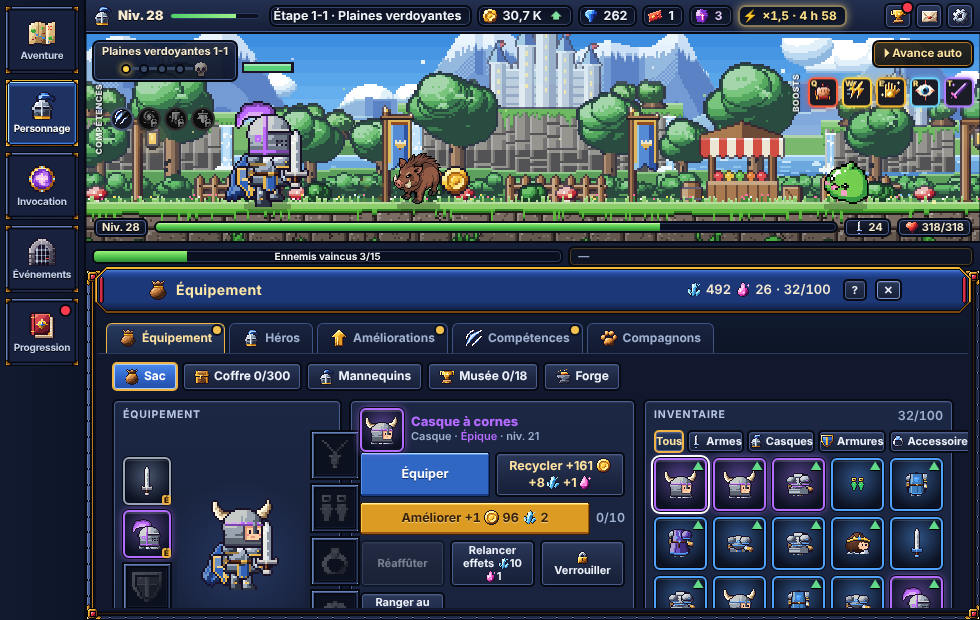 Niv. 28
Étape 1-1 · Plaines verdoyantes
30,7 K
262
1
3
×1,5 · 4 h 58
Aventure
Personnage
Invocation
Événements
Progression
Plaines verdoyantes 1-1
Avance auto
COMPÉTENCES
BOOSTS
Niv. 28
24
318/318
Ennemis vaincus 3/15
—
Équipement
492
26 · 32/100
?
×
Équipement
Héros
Améliorations
Compétences
Compagnons
Sac
Coffre 0/300
Mannequins
Musée 0/18
Forge
ÉQUIPEMENT
E
E
Casque à cornes
Casque · Épique · niv. 21
Équiper
Recycler +161
+8 +1
Améliorer +1 96 2
0/10
Réaffûter
Relancer
effets 10
1
Verrouiller
Ranger au
INVENTAIRE
32/100
Tous
Armes
Casques
Armures
Accessoire